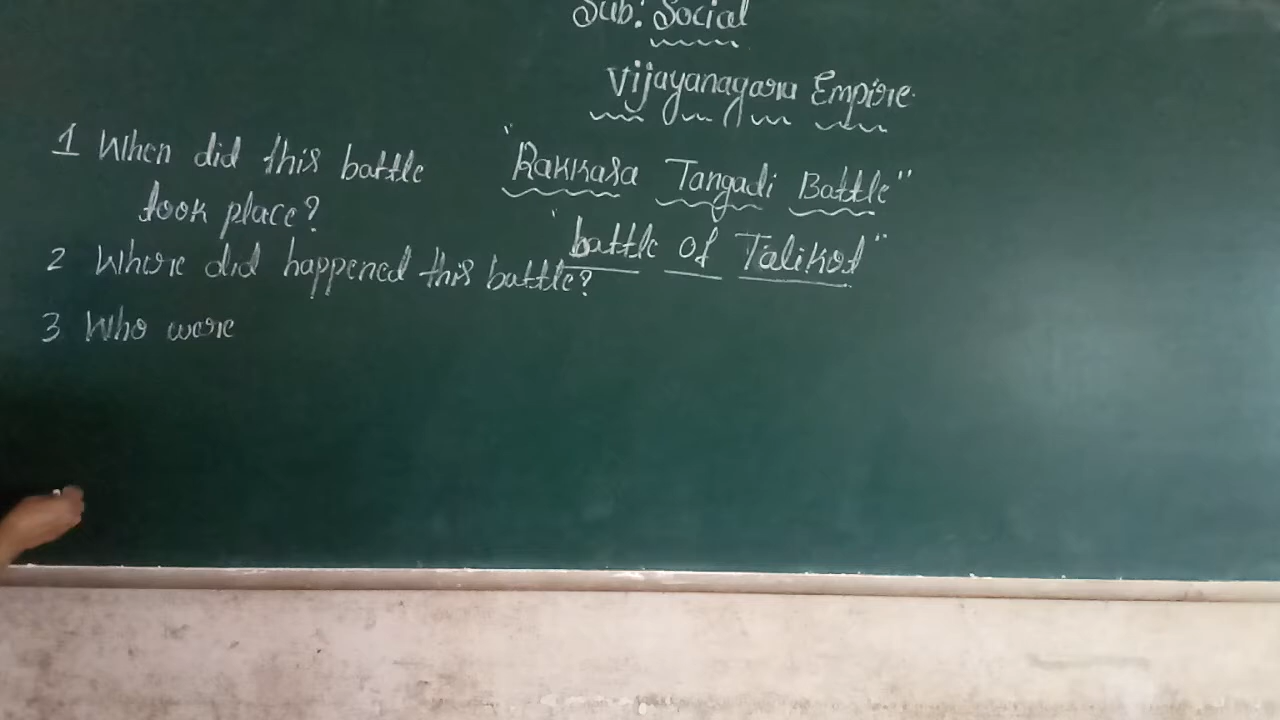 Sub: Social
Vijayanagara Empire.
"Rakkasa Tangadi Battle"
"battle of Talikot"
1 When did this battle
took place?
2 Where did happened this battle?
3 Who were